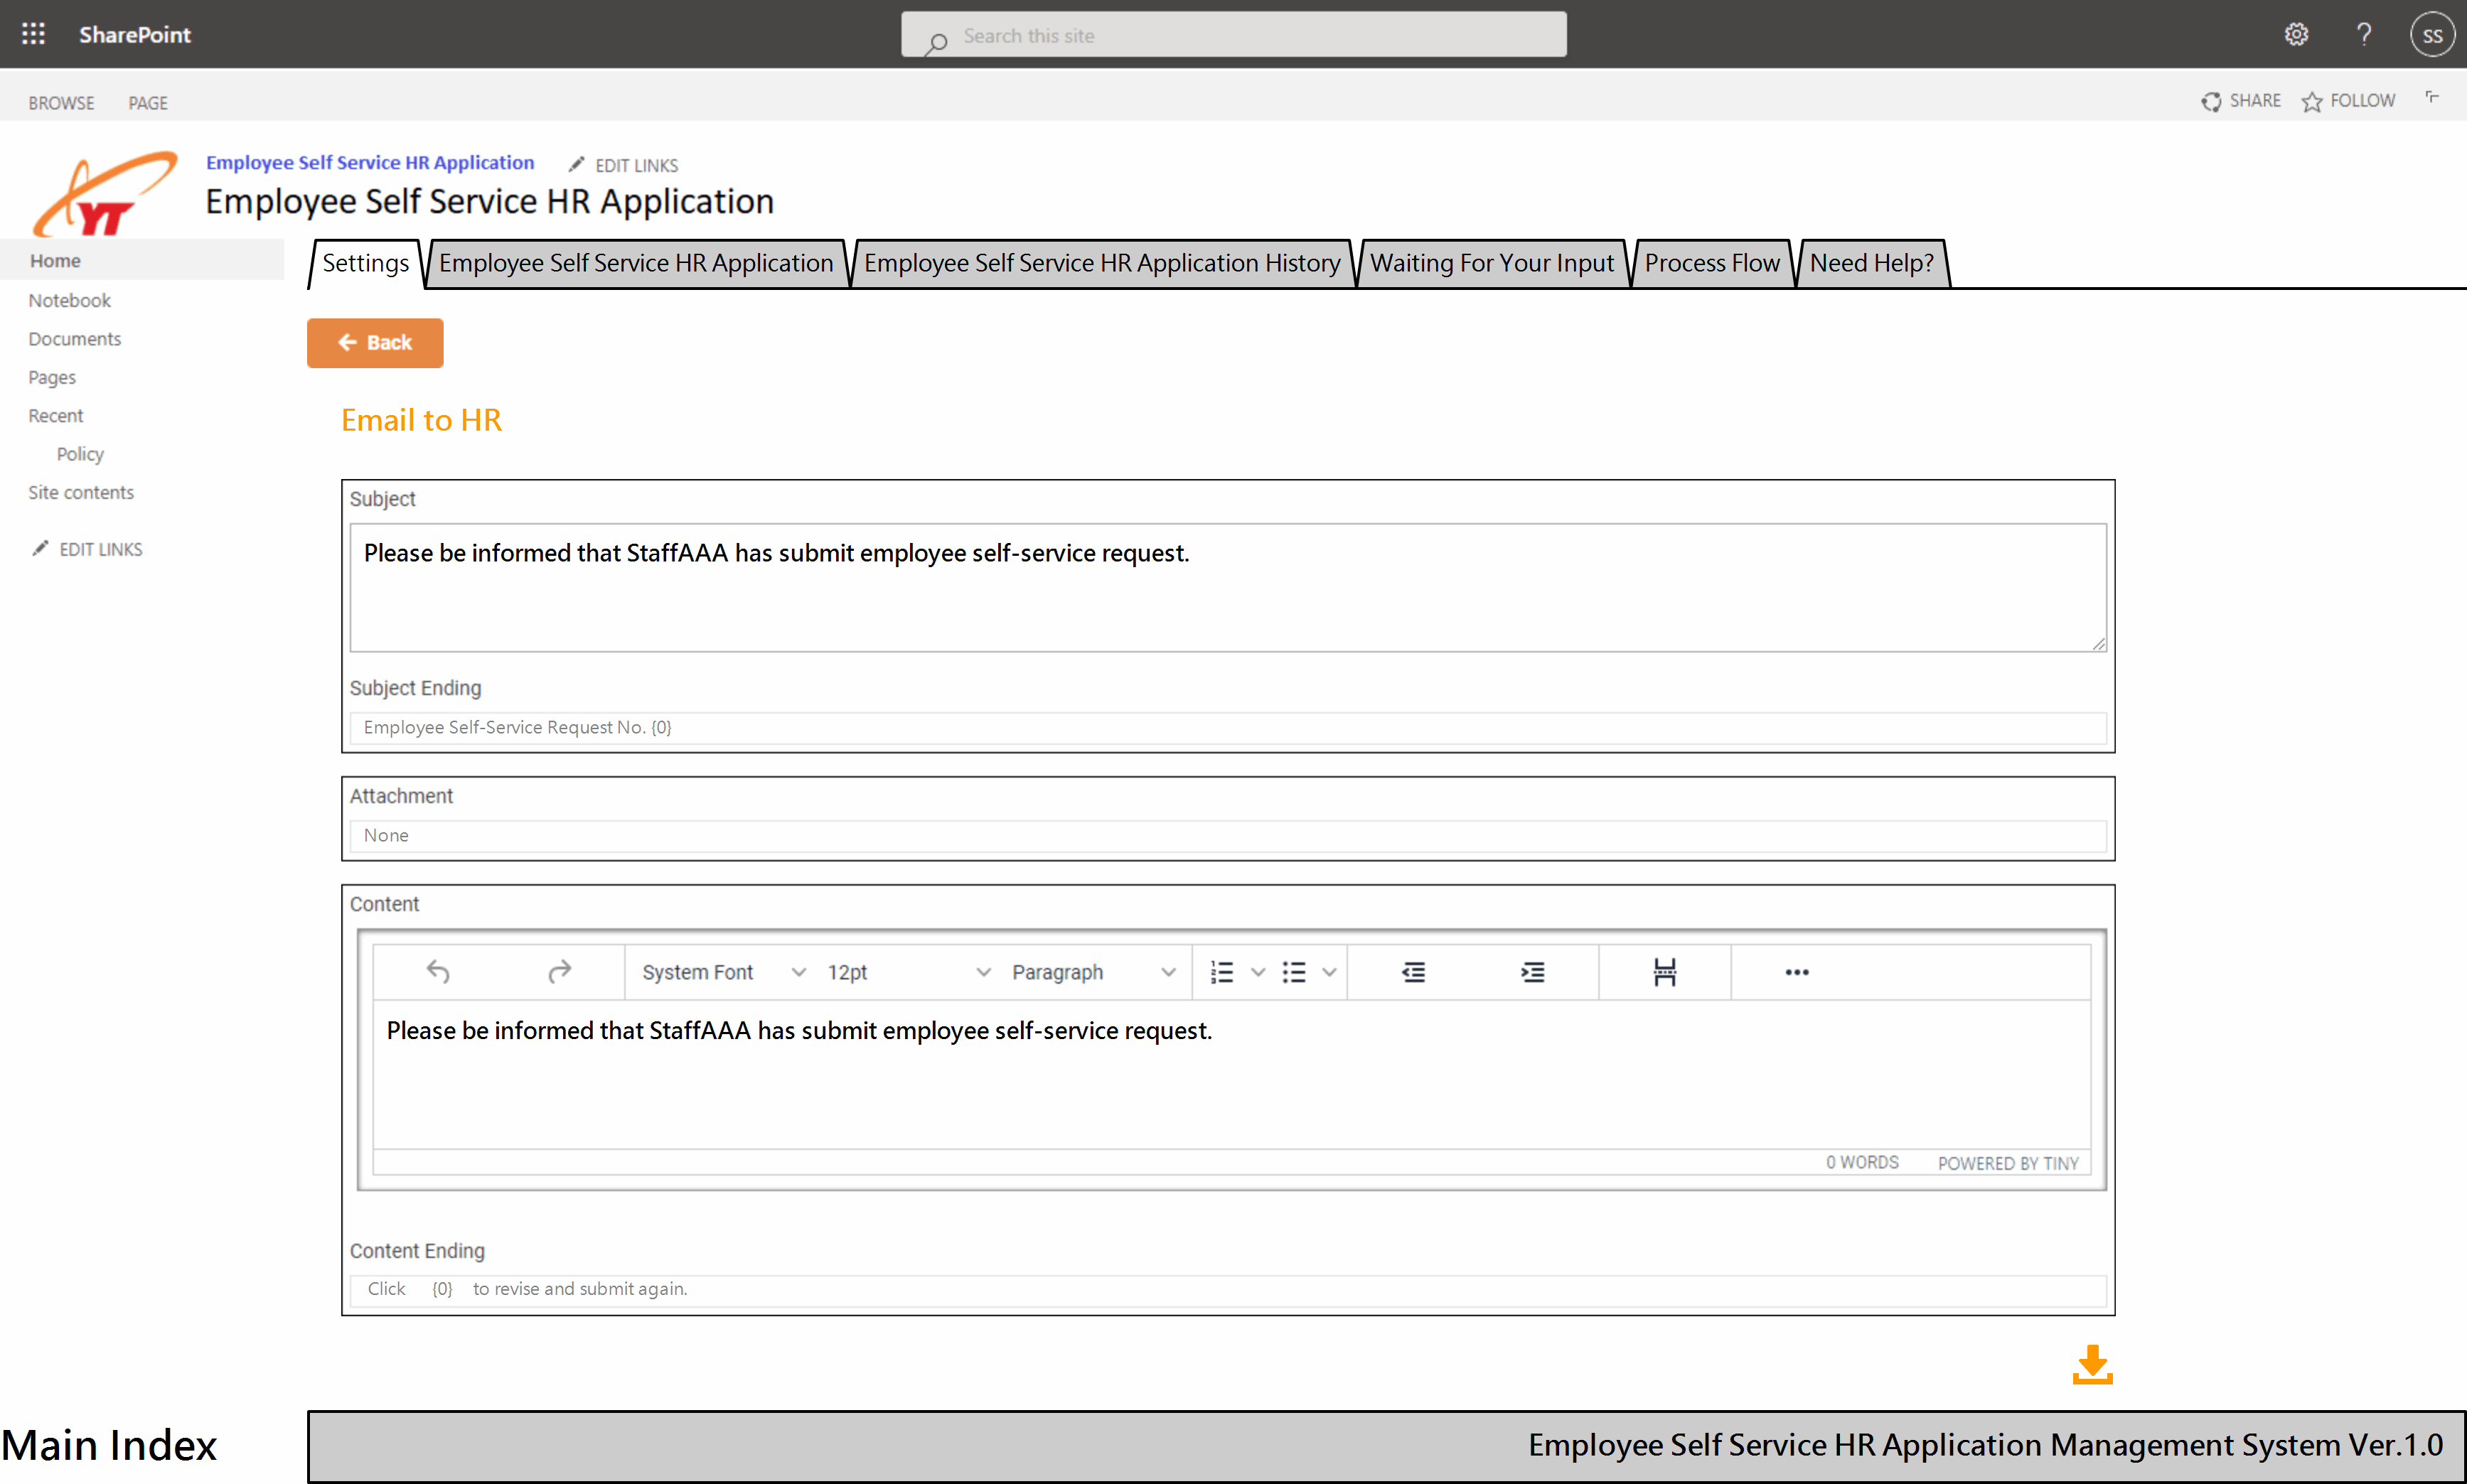 SharePoint
Search this site
SS
BROWSE PAGE
SHARE FOLLOW
YT
Employee Self Service HR Application EDIT LINKS
Employee Self Service HR Application
Home
Notebook
Documents
Pages
Recent
Policy
Site contents
EDIT LINKS
Settings Employee Self Service HR Application Employee Self Service HR Application History Waiting For Your Input Process Flow Need Help?
Back
Email to HR
Subject
Please be informed that StaffAAA has submit employee self-service request.
Subject Ending
Employee Self-Service Request No. {0}
Attachment
None
Content
System Font 12pt Paragraph
Please be informed that StaffAAA has submit employee self-service request.
0 WORDS POWERED BY TINY
Content Ending
Click {0} to revise and submit again.
Main Index
Employee Self Service HR Application Management System Ver.1.0